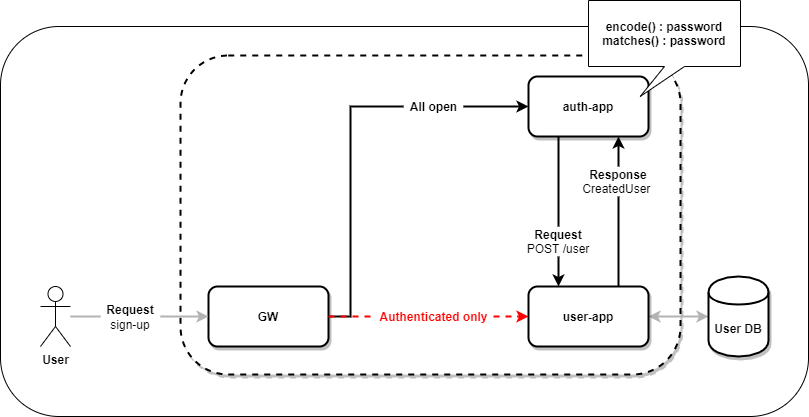 encode() : password
matches() : password
auth-app
All open
Response
CreatedUser
Request
POST /user
Request
sign-up
GW
Authenticated only
user-app
User DB
User